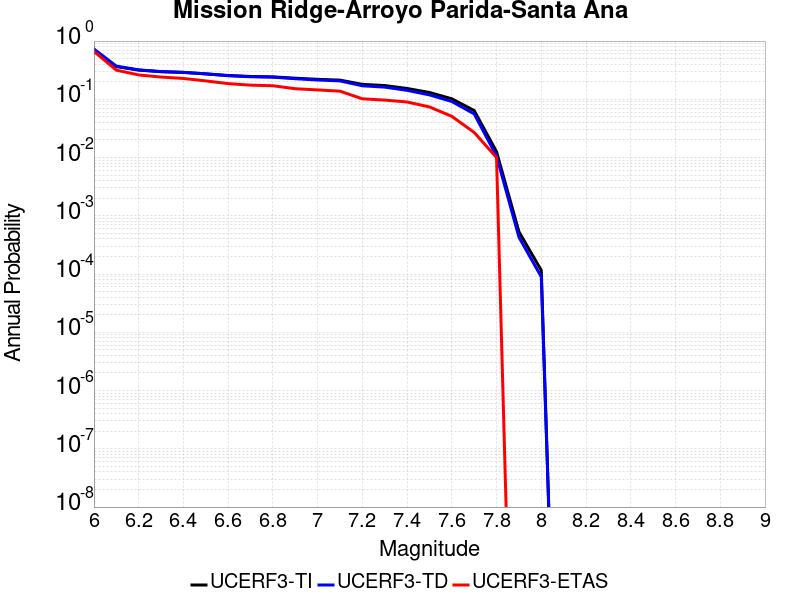 Mission Ridge-Arroyo Parida-Santa Ana
Annual Probability
10^0
10^-1
10^-2
10^-3
10^-4
10^-5
10^-6
10^-7
10^-8
6 6.2 6.4 6.6 6.8 7 7.2 7.4 7.6 7.8 8 8.2 8.4 8.6 8.8 9
Magnitude
UCERF3-TI UCERF3-TD UCERF3-ETAS